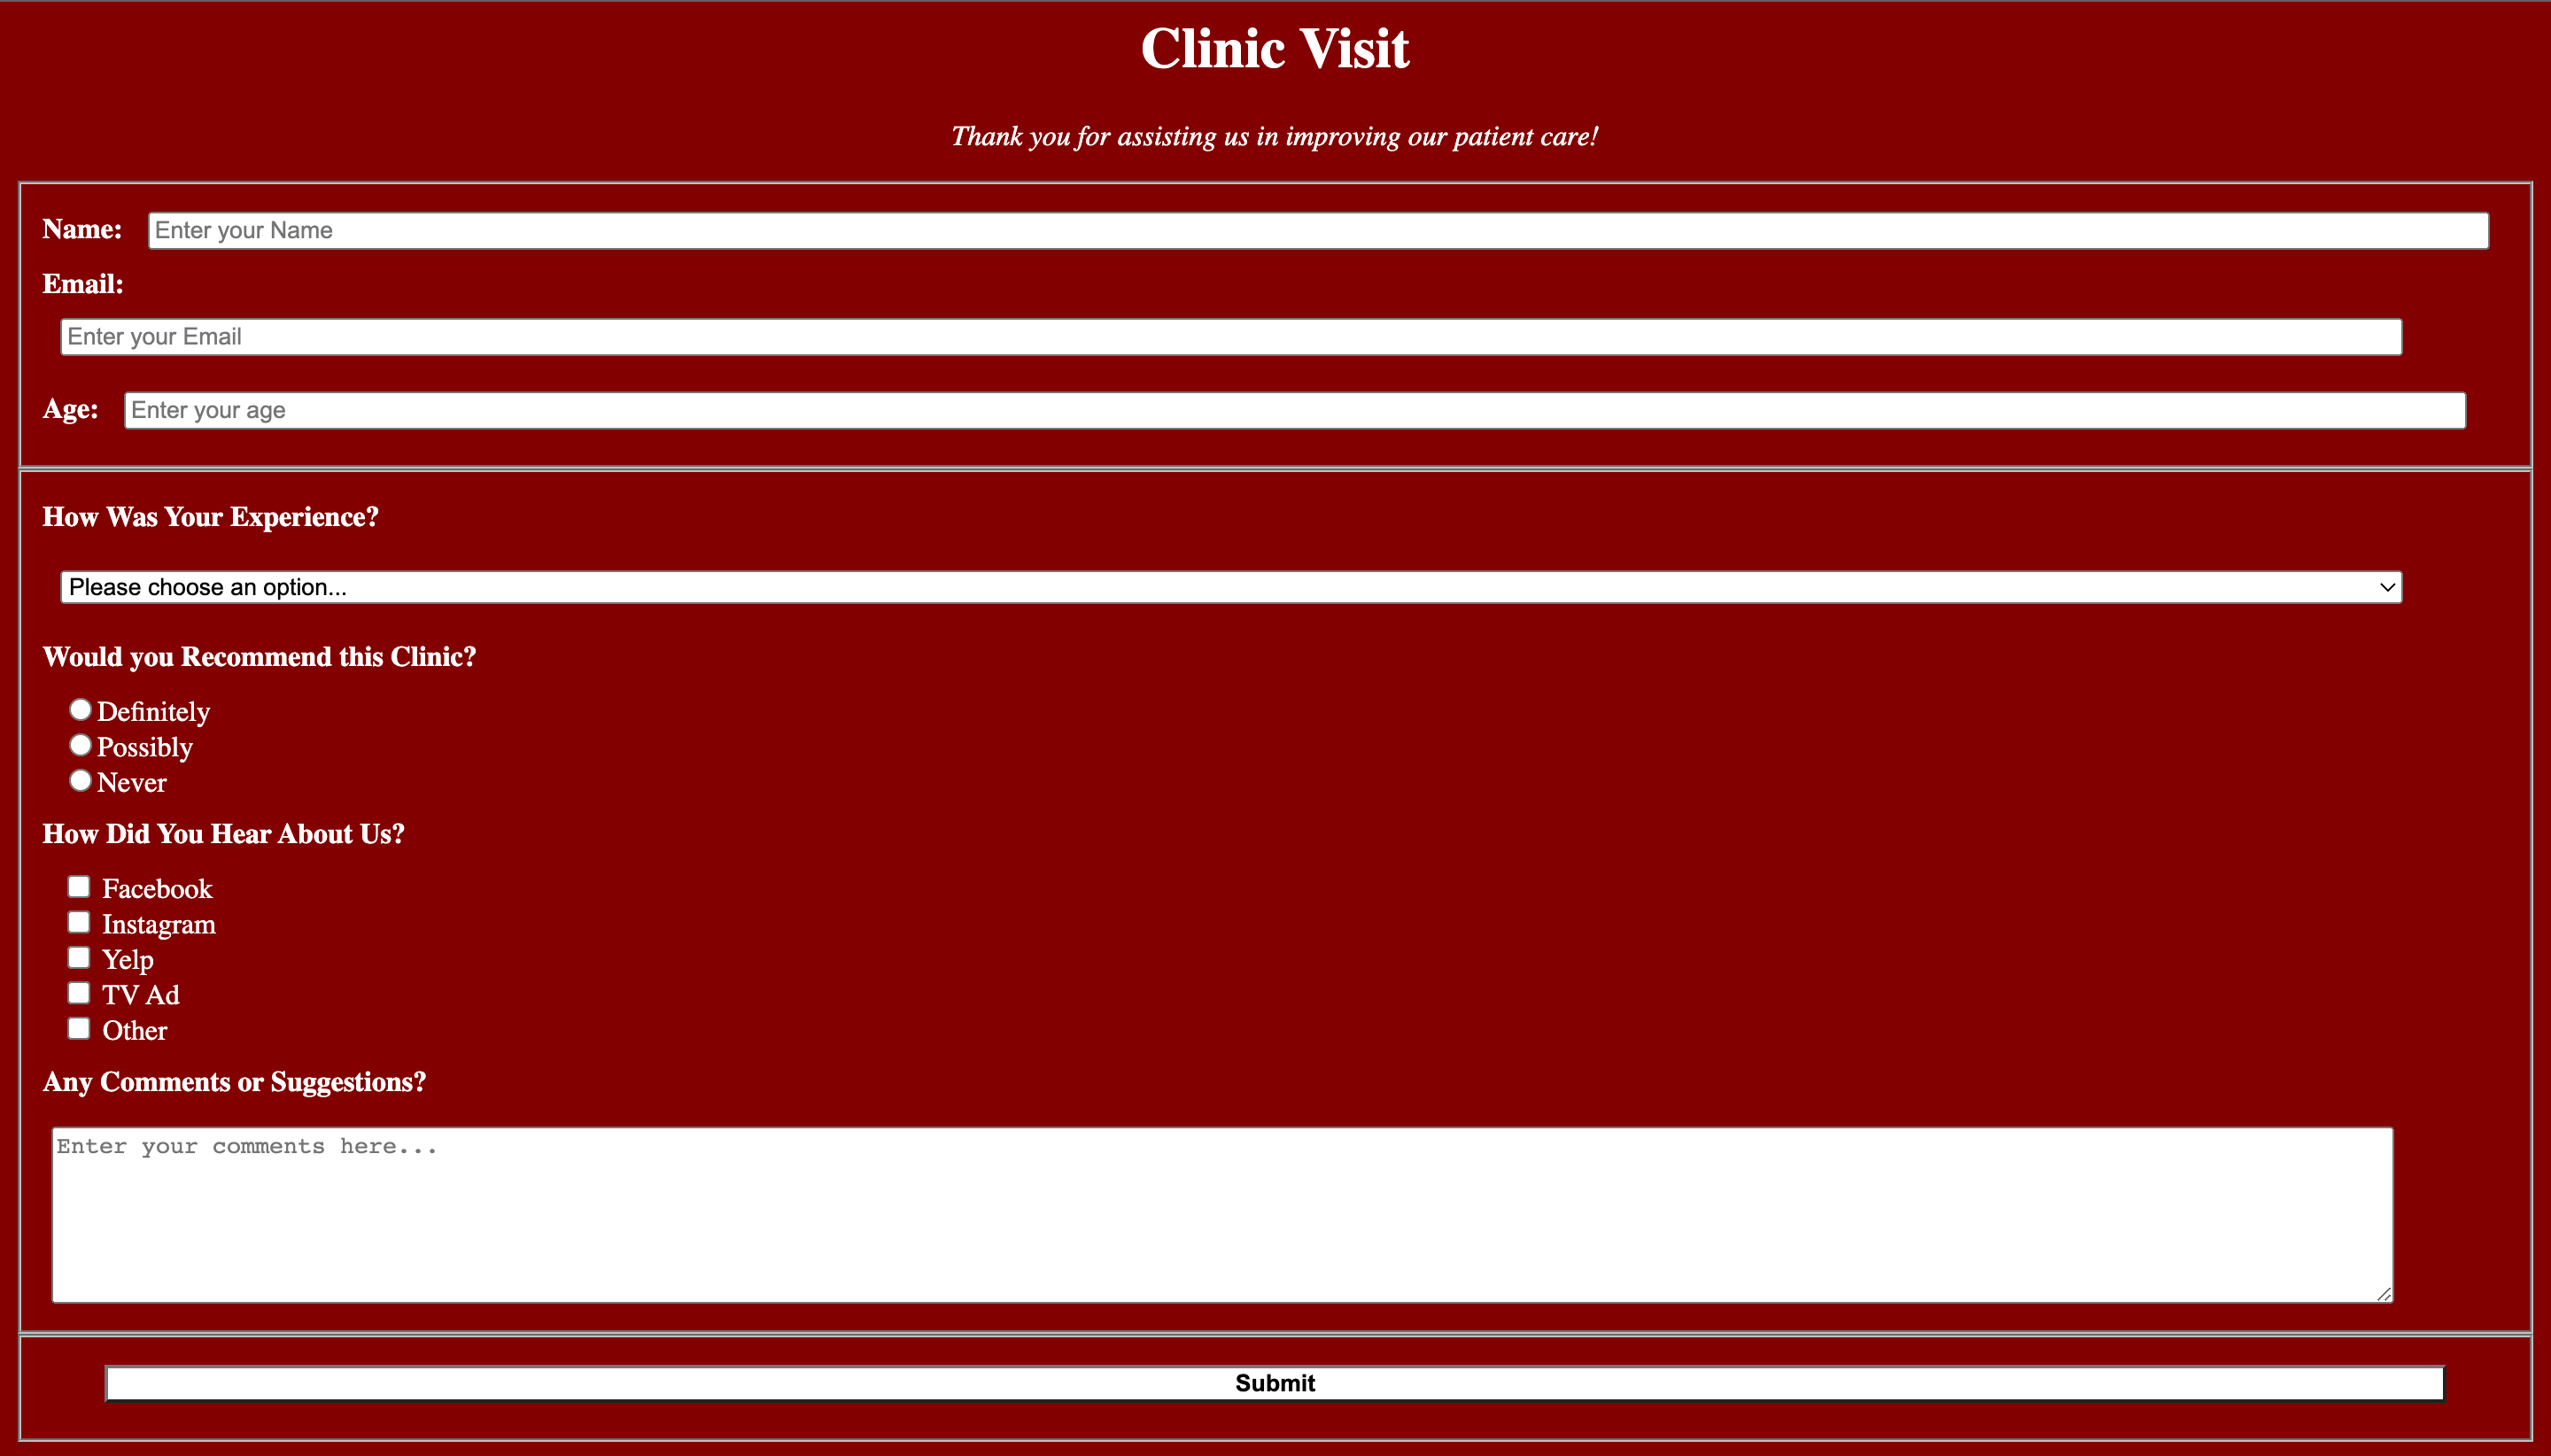 Clinic Visit
Thank you for assisting us in improving our patient care!
Name: Enter your Name
Email:
Enter your Email
Age: Enter your age
How Was Your Experience?
Please choose an option...
Would you Recommend this Clinic?
Definitely
Possibly
Never
How Did You Hear About Us?
Facebook
Instagram
Yelp
TV Ad
Other
Any Comments or Suggestions?
Enter your comments here...
Submit